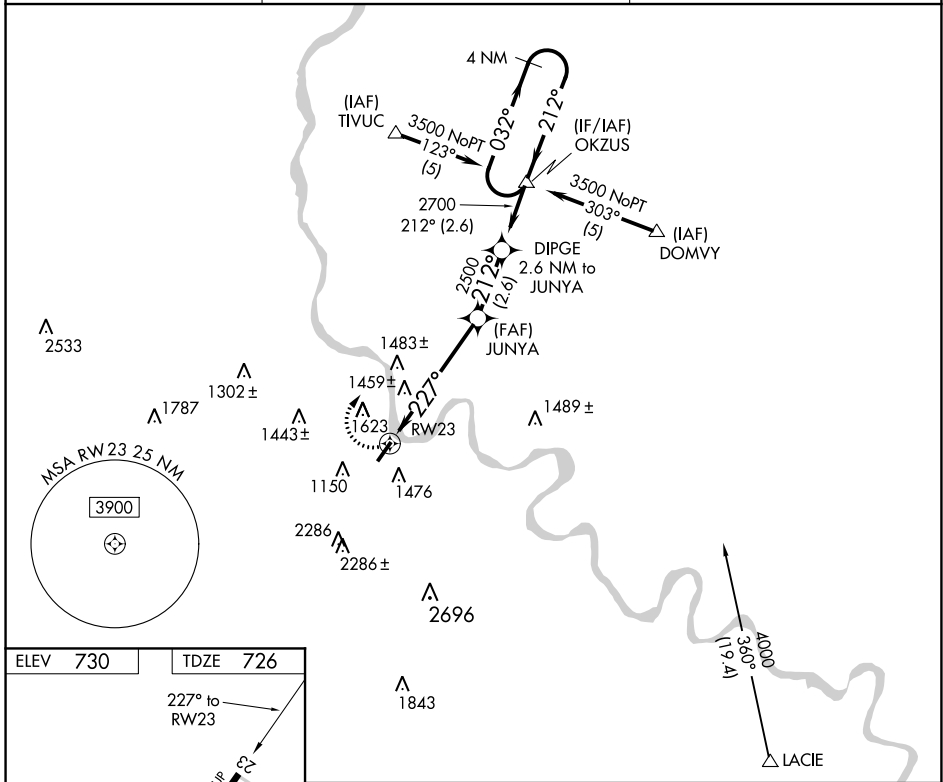 4 NM
032°
212°
(IAF)
TIVUC
3500 NoPT
123°
(5)
(IF/IAF)
OKZUS
3500 NoPT
303°
(5)
(IAF)
DOMVY
2700
212° (2.6)
DIPGE
2.6 NM to
JUNYA
2500
212°
(2.6)
(FAF)
JUNYA
2533
1483±
1302±
1459±
227°
1787
1443±
1623
RW23
1489±
MSA RW23 25 NM
3900
1150
1476
2286
2286±
2696
1843
4000
360°
(19.4)
LACIE
ELEV 730
TDZE 726
227° to
RW23
23